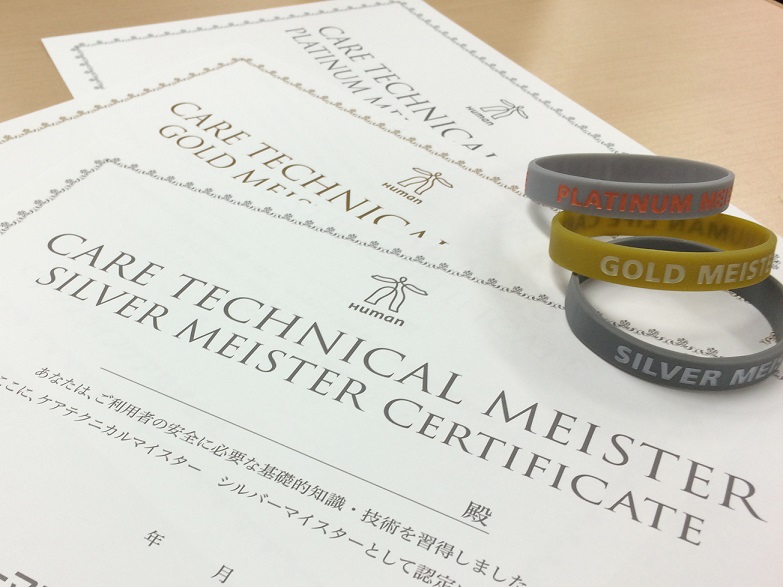 CARE TECHNICAL
PLATINUM
Human
CARE TECHNICAL
GOLD
Human
Human
CARE TECHNICAL MEISTER
SILVER MEISTER CERTIFICATE
殿
あなたは、ご利用者の安全に必要な基礎的知識・技術を習得しました
ここに、ケアテクニカルマイスター シルバーマイスターとして認定
年 月
PLATINUM
HUMAN LIFE
GOLD MEIST
SILVER ME